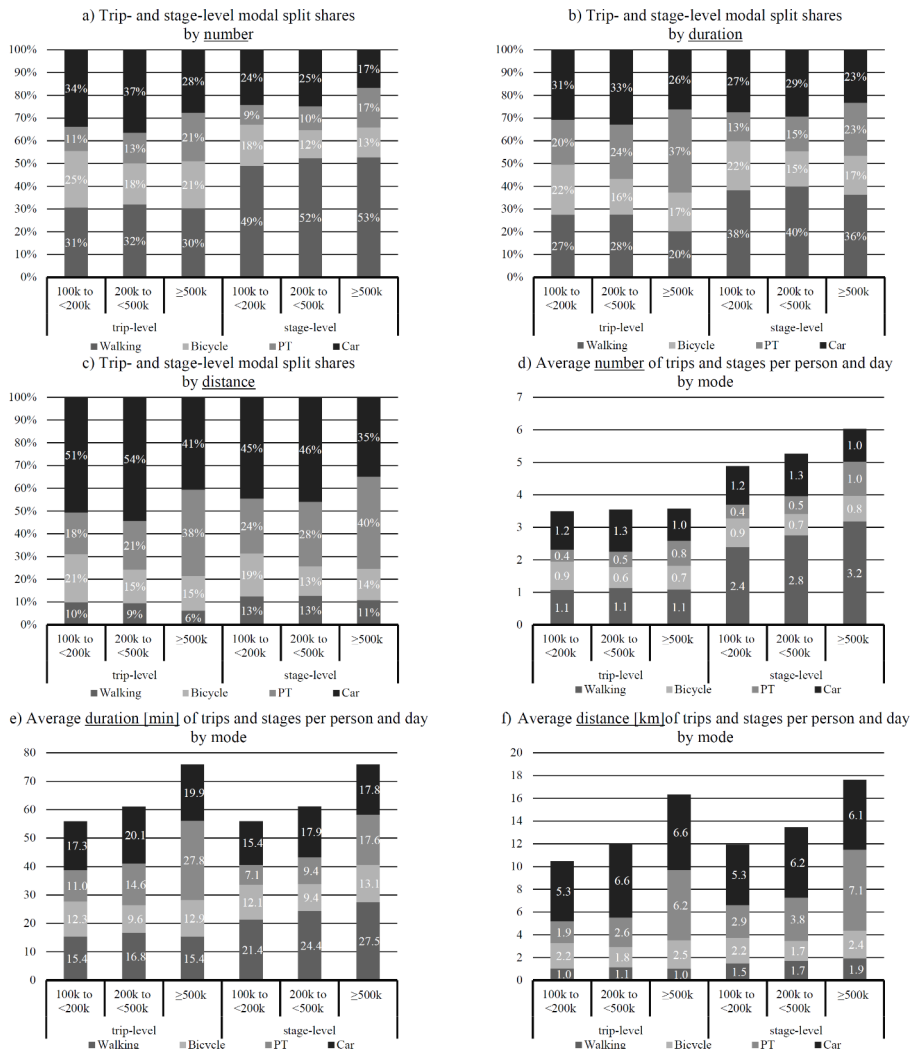 a) Trip- and stage-level modal split shares
by number
100%
90%
80%
70%
60%
50%
40%
30%
20%
10%
0%
34% 37% 28% 24% 25% 17%
11% 13% 21% 9% 10% 17%
25% 18% 21% 18% 12% 13%
31% 32% 30% 49% 52% 53%
100k to <200k 200k to <500k ≥500k 100k to <200k 200k to <500k ≥500k
trip-level stage-level
Walking Bicycle PT Car
b) Trip- and stage-level modal split shares
by duration
100%
90%
80%
70%
60%
50%
40%
30%
20%
10%
0%
31% 33% 26% 27% 29% 23%
20% 24% 37% 13% 15% 23%
22% 16% 17% 22% 15% 17%
27% 28% 20% 38% 40% 36%
100k to <200k 200k to <500k ≥500k 100k to <200k 200k to <500k ≥500k
trip-level stage-level
Walking Bicycle PT Car
c) Trip- and stage-level modal split shares
by distance
100%
90%
80%
70%
60%
50%
40%
30%
20%
10%
0%
51% 54% 41% 45% 46% 35%
18% 21% 38% 24% 28% 40%
21% 15% 15% 19% 13% 14%
10% 9% 6% 13% 13% 11%
100k to <200k 200k to <500k ≥500k 100k to <200k 200k to <500k ≥500k
trip-level stage-level
Walking Bicycle PT Car
d) Average number of trips and stages per person and day
by mode
7
6
5
4
3
2
1
0
1.2 1.3 1.0 1.2 1.3 1.0
0.4 0.5 0.8 0.4 0.5 1.0
0.9 0.6 0.7 0.9 0.7 0.8
1.1 1.1 1.1 2.4 2.8 3.2
100k to <200k 200k to <500k ≥500k 100k to <200k 200k to <500k ≥500k
trip-level stage-level
Walking Bicycle PT Car
e) Average duration [min] of trips and stages per person and day
by mode
80
70
60
50
40
30
20
10
0
17.3 20.1 19.9 15.4 17.9 17.8
11.0 14.6 27.8 7.1 9.4 17.6
12.3 9.6 12.9 12.1 9.4 13.1
15.4 16.8 15.4 21.4 24.4 27.5
100k to <200k 200k to <500k ≥500k 100k to <200k 200k to <500k ≥500k
trip-level stage-level
Walking Bicycle PT Car
f) Average distance [km]of trips and stages per person and day
by mode
20
18
16
14
12
10
8
6
4
2
0
5.3 6.6 6.6 5.3 6.2 6.1
1.9 2.6 6.2 2.9 3.8 7.1
2.2 1.8 2.5 2.2 1.7 2.4
1.0 1.1 1.0 1.5 1.7 1.9
100k to <200k 200k to <500k ≥500k 100k to <200k 200k to <500k ≥500k
trip-level stage-level
Walking Bicycle PT Car